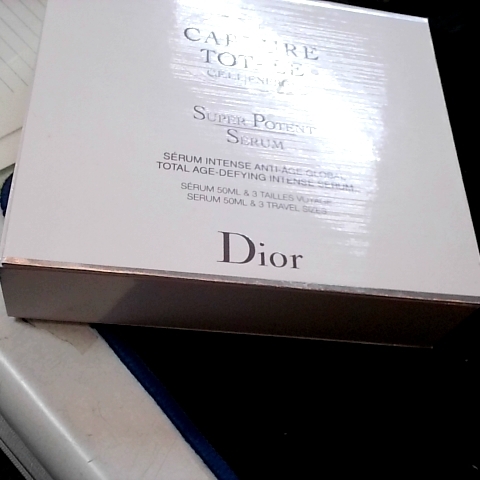 CAPTURE
TOTALE
SUPER POTENT
SERUM
SÉRUM INTENSE ANTI-ÂGE GLOBAL
TOTAL AGE-DEFYING INTENSE SERUM
SÉRUM 50ML & 3 TAILLES VOYAGE
SERUM 50ML & 3 TRAVEL SIZES
Dior